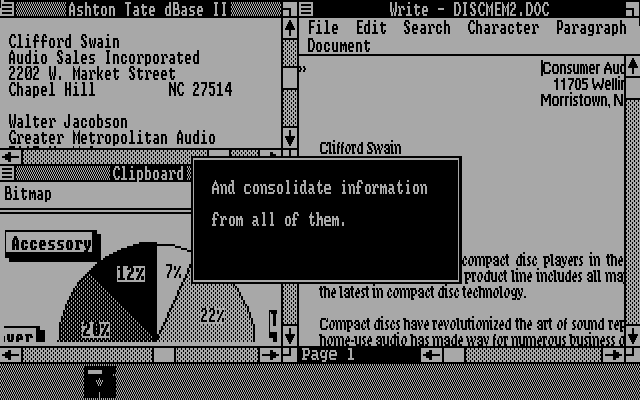 Ashton Tate dBase II
Clifford Swain
Audio Sales Incorporated
2202 W. Market Street
Chapel Hill NC 27514
Walter Jacobson
Greater Metropolitan Audio
Clipboard
Bitmap
Accessory
12%
7%
22%
20%
Write - DISCMEM2.DOC
File Edit Search Character Paragraph
Document
Consumer Aud
11705 Wellin
Morristown, N
Clifford Swain
compact disc players in the
product line includes all ma
the latest in compact disc technology.
Compact discs have revolutionized the art of sound rep
home-use audio has made way for numerous business
Page 1
And consolidate information
from all of them.